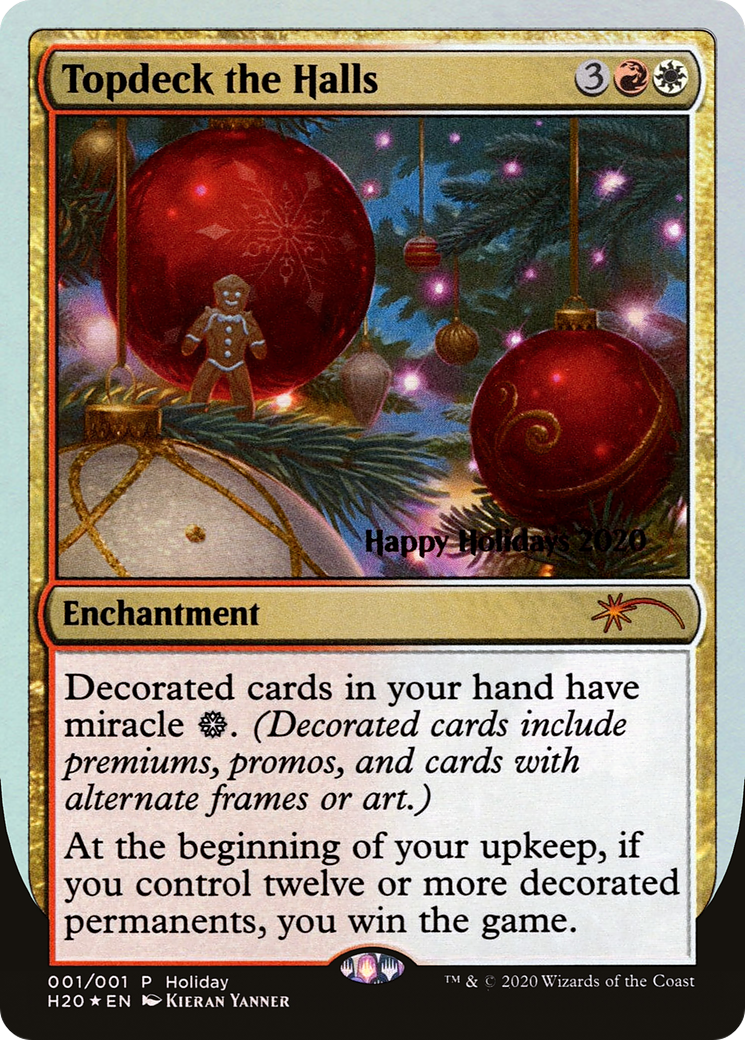 Topdeck the Halls 3
Happy Holidays 2020
Enchantment
Decorated cards in your hand have
miracle . (Decorated cards include
premiums, promos, and cards with
alternate frames or art.)
At the beginning of your upkeep, if
you control twelve or more decorated
permanents, you win the game.
001/001 P Holiday
H20 ★ EN Kieran Yanner
™ & © 2020 Wizards of the Coast